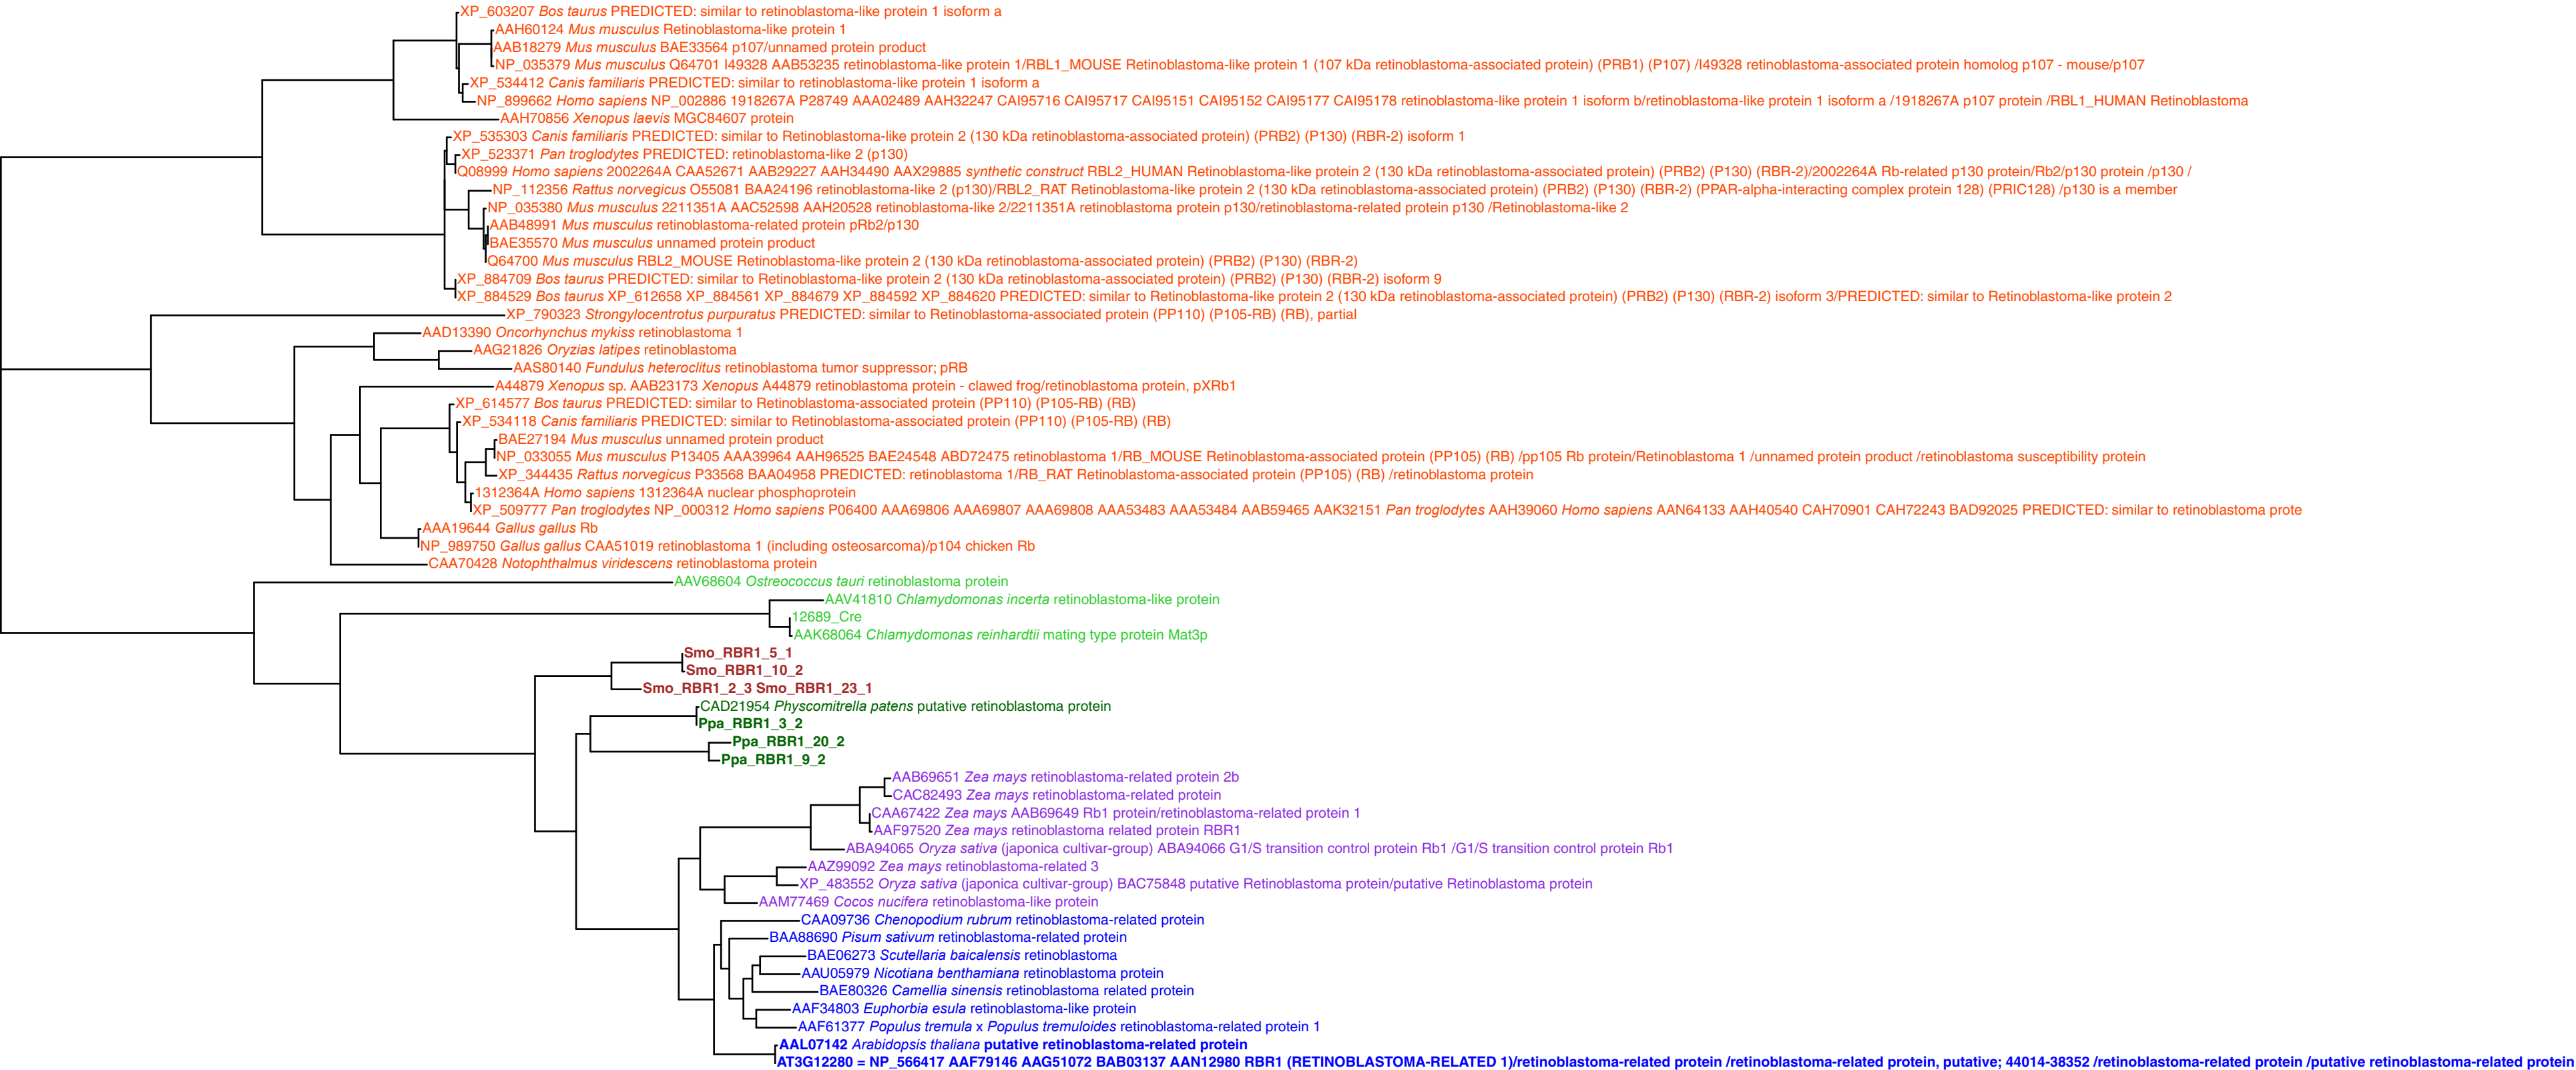 XP_603207 Bos taurus PREDICTED: similar to retinoblastoma-like protein 1 isoform a
AAH60124 Mus musculus Retinoblastoma-like protein 1
AAB18279 Mus musculus BAE33564 p107/unnamed protein product
NP_035379 Mus musculus Q64701 I49328 AAB53235 retinoblastoma-like protein 1/RBL1_MOUSE Retinoblastoma-like protein 1 (107 kDa retinoblastoma-associated protein) (PRB1) (P107) /I49328 retinoblastoma-associated protein homolog p107 - mouse/p107
XP_534412 Canis familiaris PREDICTED: similar to retinoblastoma-like protein 1 isoform a
NP_899662 Homo sapiens NP_002886 1918267A P28749 AAA02489 AAH32247 CAI95716 CAI95717 CAI95151 CAI95152 CAI95177 CAI95178 retinoblastoma-like protein 1 isoform b/retinoblastoma-like protein 1 isoform a /1918267A p107 protein /RBL1_HUMAN Retinoblastoma
AAH70856 Xenopus laevis MGC84607 protein
XP_535303 Canis familiaris PREDICTED: similar to Retinoblastoma-like protein 2 (130 kDa retinoblastoma-associated protein) (PRB2) (P130) (RBR-2) isoform 1
XP_523371 Pan troglodytes PREDICTED: retinoblastoma-like 2 (p130)
Q08999 Homo sapiens 2002264A CAA52671 AAB29227 AAH34490 AAX29885 synthetic construct RBL2_HUMAN Retinoblastoma-like protein 2 (130 kDa retinoblastoma-associated protein) (PRB2) (P130) (RBR-2)/2002264A Rb-related p130 protein/Rb2/p130 protein /p130 /
NP_112356 Rattus norvegicus O55081 BAA24196 retinoblastoma-like 2 (p130)/RBL2_RAT Retinoblastoma-like protein 2 (130 kDa retinoblastoma-associated protein) (PRB2) (P130) (RBR-2) (PPAR-alpha-interacting complex protein 128) (PRIC128) /p130 is a member
NP_035380 Mus musculus 2211351A AAC52598 AAH20528 retinoblastoma-like 2/2211351A retinoblastoma protein p130/retinoblastoma-related protein p130 /Retinoblastoma-like 2
AAB48991 Mus musculus retinoblastoma-related protein pRb2/p130
BAE35570 Mus musculus unnamed protein product
Q64700 Mus musculus RBL2_MOUSE Retinoblastoma-like protein 2 (130 kDa retinoblastoma-associated protein) (PRB2) (P130) (RBR-2)
XP_884709 Bos taurus PREDICTED: similar to Retinoblastoma-like protein 2 (130 kDa retinoblastoma-associated protein) (PRB2) (P130) (RBR-2) isoform 9
XP_884529 Bos taurus XP_612658 XP_884561 XP_884679 XP_884592 XP_884620 PREDICTED: similar to Retinoblastoma-like protein 2 (130 kDa retinoblastoma-associated protein) (PRB2) (P130) (RBR-2) isoform 3/PREDICTED: similar to Retinoblastoma-like protein 2
XP_790323 Strongylocentrotus purpuratus PREDICTED: similar to Retinoblastoma-associated protein (PP110) (P105-RB) (RB), partial
AAD13390 Oncorhynchus mykiss retinoblastoma 1
AAG21826 Oryzias latipes retinoblastoma
AAS80140 Fundulus heteroclitus retinoblastoma tumor suppressor; pRB
A44879 Xenopus sp. AAB23173 Xenopus A44879 retinoblastoma protein - clawed frog/retinoblastoma protein, pXRb1
XP_614577 Bos taurus PREDICTED: similar to Retinoblastoma-associated protein (PP110) (P105-RB) (RB)
XP_534118 Canis familiaris PREDICTED: similar to Retinoblastoma-associated protein (PP110) (P105-RB) (RB)
BAE27194 Mus musculus unnamed protein product
NP_033055 Mus musculus P13405 AAA39964 AAH96525 BAE24548 ABD72475 retinoblastoma 1/RB_MOUSE Retinoblastoma-associated protein (PP105) (RB) /pp105 Rb protein/Retinoblastoma 1 /unnamed protein product /retinoblastoma susceptibility protein
XP_344435 Rattus norvegicus P33568 BAA04958 PREDICTED: retinoblastoma 1/RB_RAT Retinoblastoma-associated protein (PP105) (RB) /retinoblastoma protein
1312364A Homo sapiens 1312364A nuclear phosphoprotein
XP_509777 Pan troglodytes NP_000312 Homo sapiens P06400 AAA69806 AAA69807 AAA69808 AAA53483 AAA53484 AAB59465 AAK32151 Pan troglodytes AAH39060 Homo sapiens AAN64133 AAH40540 CAH70901 CAH72243 BAD92025 PREDICTED: similar to retinoblastoma prote
AAA19644 Gallus gallus Rb
NP_989750 Gallus gallus CAA51019 retinoblastoma 1 (including osteosarcoma)/p104 chicken Rb
CAA70428 Notophthalmus viridescens retinoblastoma protein
AAV68604 Ostreococcus tauri retinoblastoma protein
AAV41810 Chlamydomonas incerta retinoblastoma-like protein
12689_Cre
AAK68064 Chlamydomonas reinhardtii mating type protein Mat3p
Smo_RBR1_5_1
Smo_RBR1_10_2
Smo_RBR1_2_3 Smo_RBR1_23_1
CAD21954 Physcomitrella patens putative retinoblastoma protein
Ppa_RBR1_3_2
Ppa_RBR1_20_2
Ppa_RBR1_9_2
AAB69651 Zea mays retinoblastoma-related protein 2b
CAC82493 Zea mays retinoblastoma-related protein
CAA67422 Zea mays AAB69649 Rb1 protein/retinoblastoma-related protein 1
AAF97520 Zea mays retinoblastoma related protein RBR1
ABA94065 Oryza sativa (japonica cultivar-group) ABA94066 G1/S transition control protein Rb1 /G1/S transition control protein Rb1
AAZ99092 Zea mays retinoblastoma-related 3
XP_483552 Oryza sativa (japonica cultivar-group) BAC75848 putative Retinoblastoma protein/putative Retinoblastoma protein
AAM77469 Cocos nucifera retinoblastoma-like protein
CAA09736 Chenopodium rubrum retinoblastoma-related protein
BAA88690 Pisum sativum retinoblastoma-related protein
BAE06273 Scutellaria baicalensis retinoblastoma
AAU05979 Nicotiana benthamiana retinoblastoma protein
BAE80326 Camellia sinensis retinoblastoma related protein
AAF34803 Euphorbia esula retinoblastoma-like protein
AAF61377 Populus tremula x Populus tremuloides retinoblastoma-related protein 1
AAL07142 Arabidopsis thaliana putative retinoblastoma-related protein
AT3G12280 = NP_566417 AAF79146 AAG51072 BAB03137 AAN12980 RBR1 (RETINOBLASTOMA-RELATED 1)/retinoblastoma-related protein /retinoblastoma-related protein, putative; 44014-38352 /retinoblastoma-related protein /putative retinoblastoma-related protein